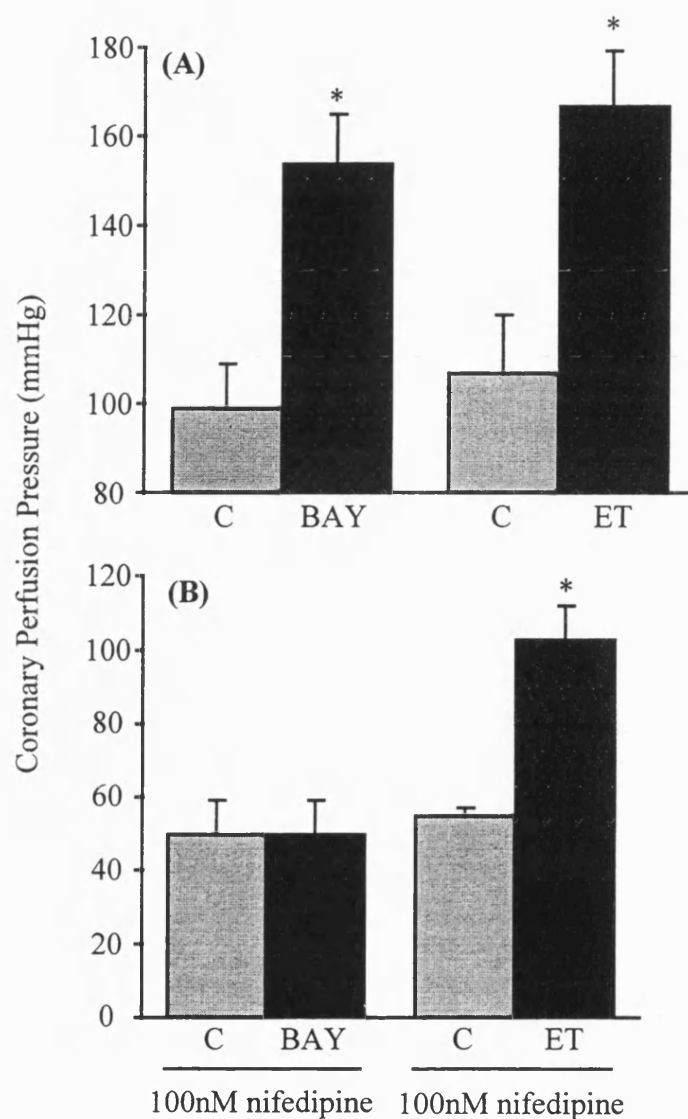 Coronary Perfusion Pressure (mmHg)
(A)
180
160
140
120
100
80
*
*
C BAY C ET
(B)
120
100
80
60
40
20
0
*
C BAY C ET
100nM nifedipine 100nM nifedipine